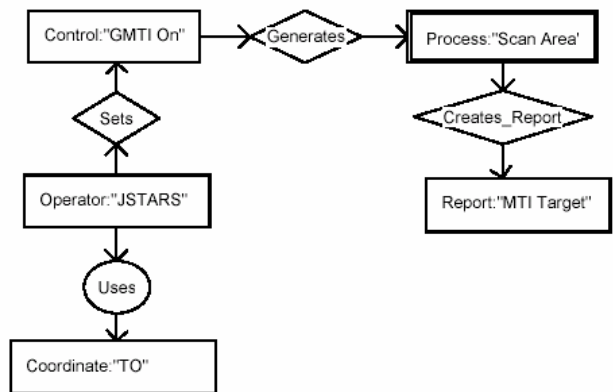 Control:"GMTI On"
Generates
Process:"Scan Area'
Sets
Creates_Report
Operator:"JSTARS"
Report:"MTI Target"
Uses
Coordinate:"TO"